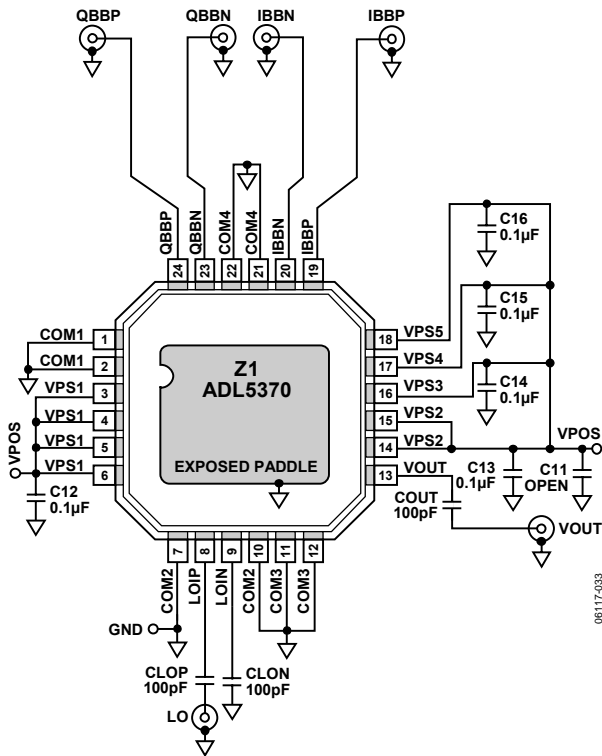 QBBP QBBN IBBN IBBP
QBBP QBBN COM4 COM4 IBBN IBBP
24 23 22 21 20 19
C16
0.1µF
C15
0.1µF
C14
0.1µF
COM1 1
COM1 2
VPS1 3
VPS1 4
VPS1 5
VPS1 6
VPOS
C12
0.1µF
Z1
ADL5370
EXPOSED PADDLE
18 VPS5
17 VPS4
16 VPS3
15 VPS2
14 VPS2
13 VOUT
VPOS
C13
0.1µF
C11
OPEN
COUT
100pF
VOUT
7 8 9 10 11 12
COM2 LOIP LOIN COM3 COM3 COM3
GND
CLOP
100pF
CLON
100pF
LO
06117-033